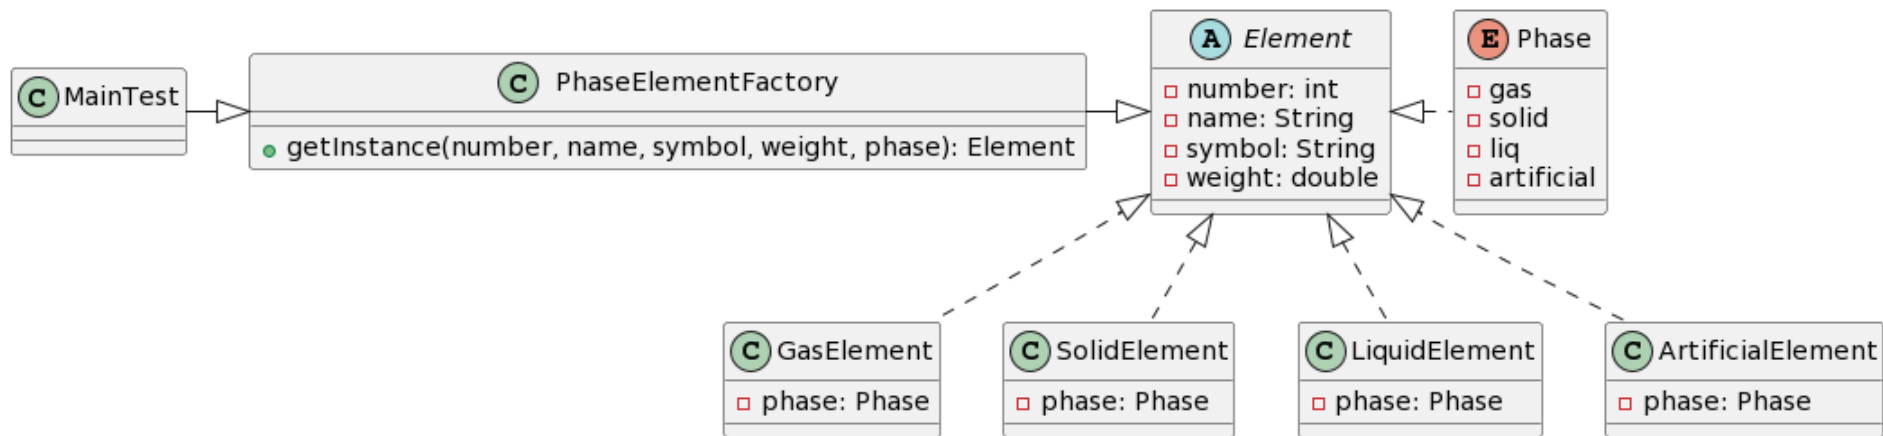 C MainTest
C PhaseElementFactory
getInstance(number, name, symbol, weight, phase): Element
A Element
number: int
name: String
symbol: String
weight: double
E Phase
gas
solid
liq
artificial
C GasElement
phase: Phase
C SolidElement
phase: Phase
C LiquidElement
phase: Phase
C ArtificialElement
phase: Phase